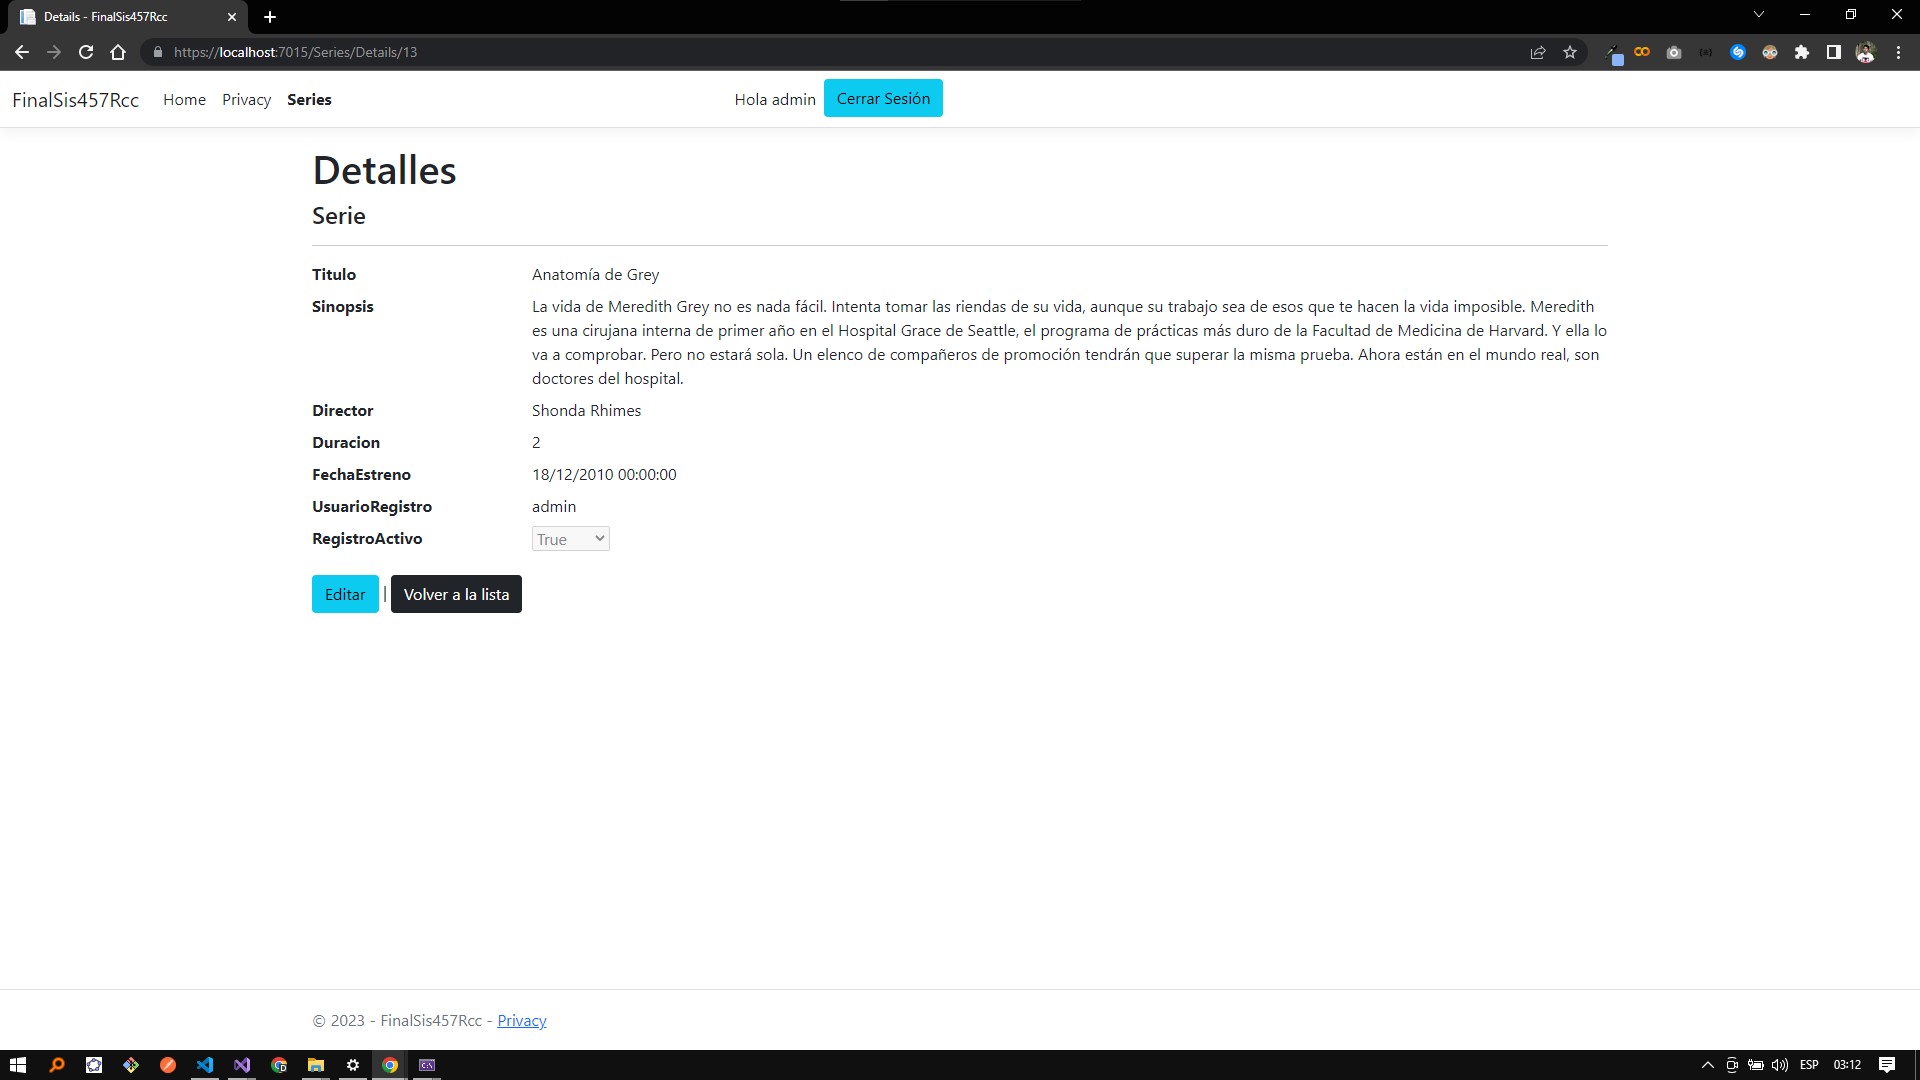 Details - FinalSis457Rcc
https://localhost:7015/Series/Details/13
FinalSis457Rcc Home Privacy Series Hola admin Cerrar Sesión
Detalles
Serie
Titulo Anatomía de Grey
Sinopsis La vida de Meredith Grey no es nada fácil. Intenta tomar las riendas de su vida, aunque su trabajo sea de esos que te hacen la vida imposible. Meredith
es una cirujana interna de primer año en el Hospital Grace de Seattle, el programa de prácticas más duro de la Facultad de Medicina de Harvard. Y ella lo
va a comprobar. Pero no estará sola. Un elenco de compañeros de promoción tendrán que superar la misma prueba. Ahora están en el mundo real, son
doctores del hospital.
Director Shonda Rhimes
Duracion 2
FechaEstreno 18/12/2010 00:00:00
UsuarioRegistro admin
RegistroActivo True
Editar | Volver a la lista
© 2023 - FinalSis457Rcc - Privacy
ESP 03:12